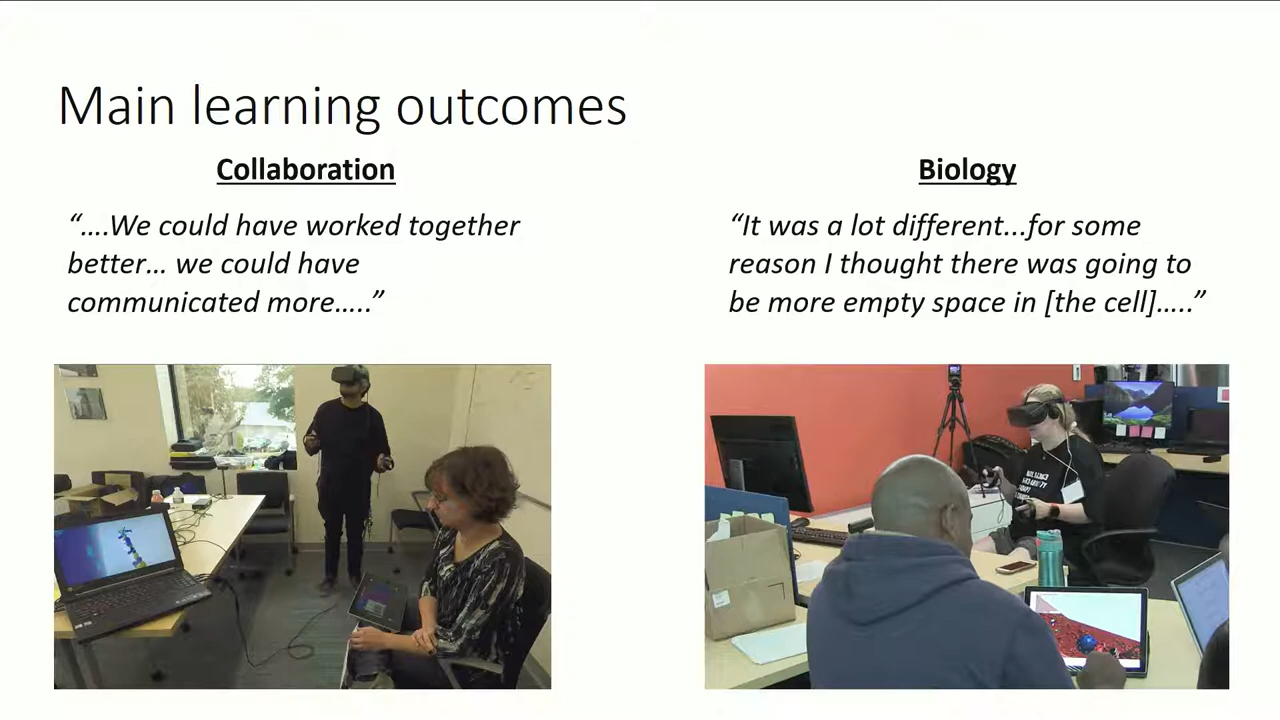 Main learning outcomes
Collaboration
“….We could have worked together
better… we could have
communicated more…..”
Biology
“It was a lot different...for some
reason I thought there was going to
be more empty space in [the cell]…..”